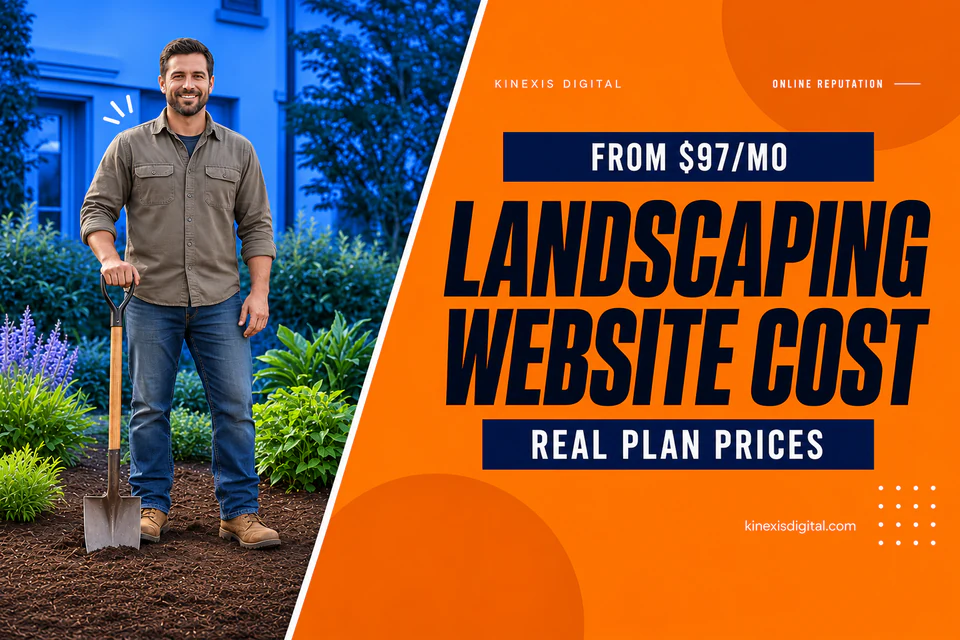 KINEXIS DIGITAL
ONLINE REPUTATION
FROM $97/MO
LANDSCAPING
WEBSITE COST
REAL PLAN PRICES
kinexisdigital.com